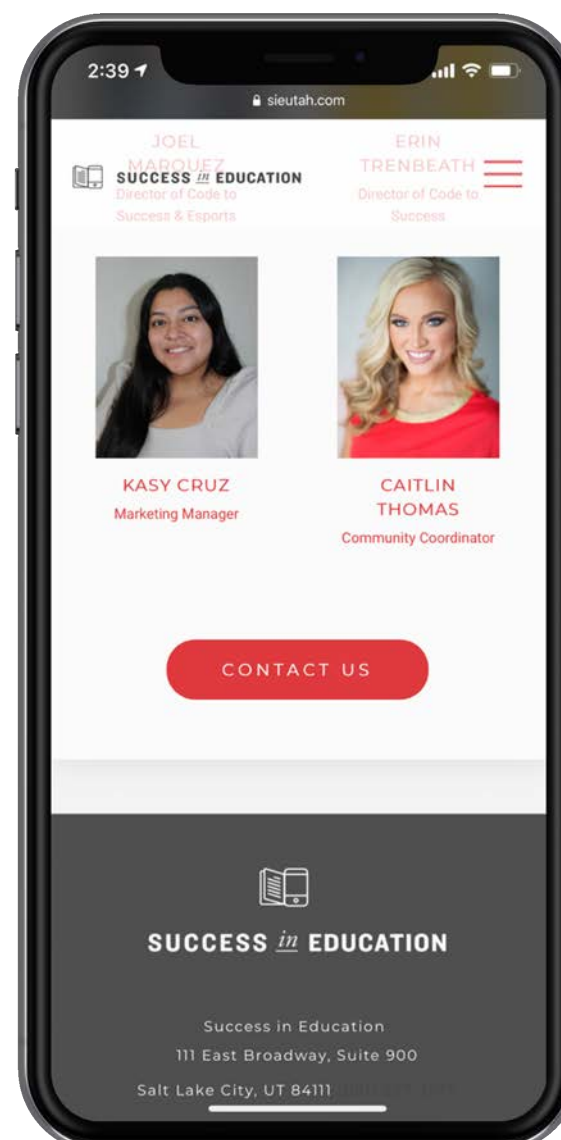 2:39
sieutah.com
JOEL
MARQUEZ
Director of Code to
Success & Esports
ERIN
TRENBEATH
Director of Code to
Success
SUCCESS in EDUCATION
KASY CRUZ
Marketing Manager
CAITLIN
THOMAS
Community Coordinator
CONTACT US
SUCCESS in EDUCATION
Success in Education
111 East Broadway, Suite 900
Salt Lake City, UT 84111